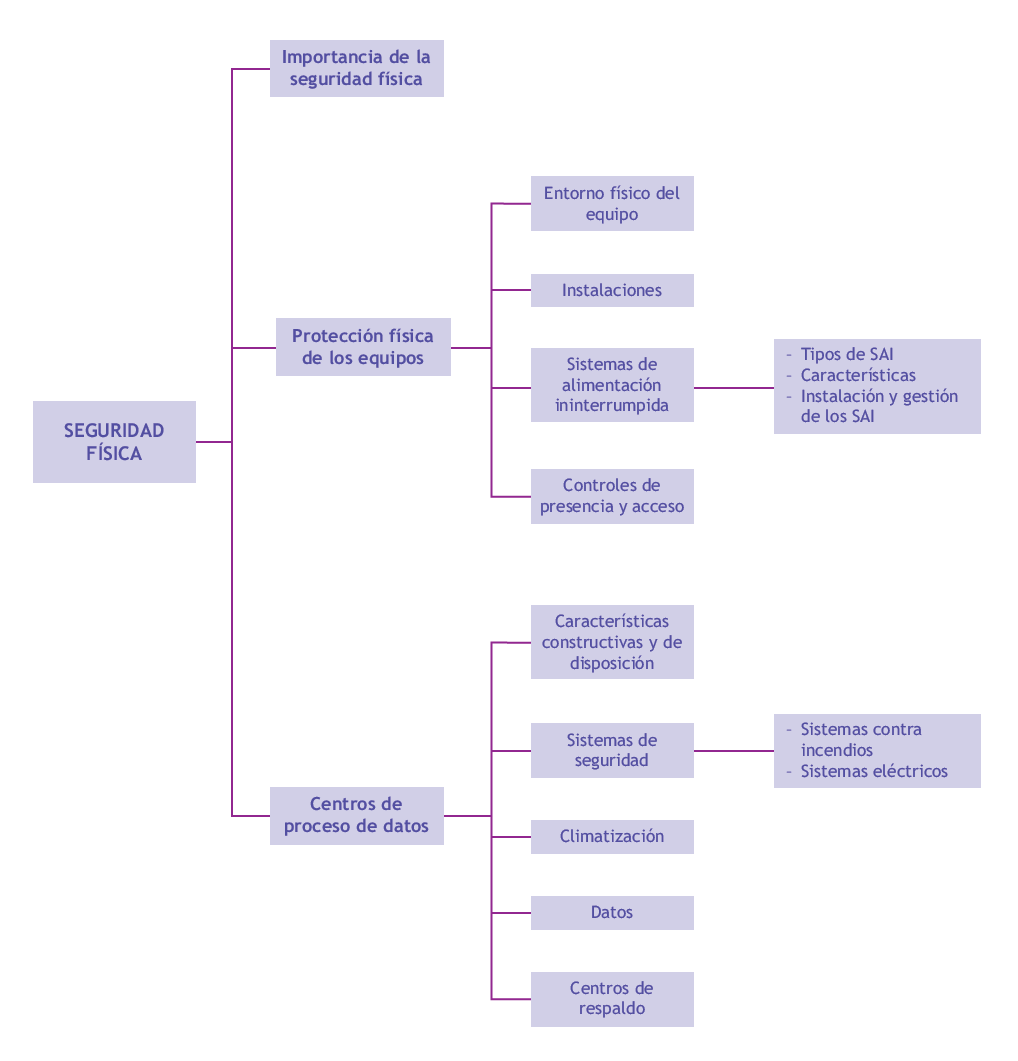 Importancia de la
seguridad física
Entorno físico del
equipo
Instalaciones
Protección física
de los equipos
Sistemas de
alimentación
ininterrumpida
- Tipos de SAI
- Características
- Instalación y gestión
de los SAI
SEGURIDAD
FÍSICA
Controles de
presencia y acceso
Características
constructivas y de
disposición
Sistemas de
seguridad
- Sistemas contra
incendios
- Sistemas eléctricos
Centros de
proceso de datos
Climatización
Datos
Centros de
respaldo